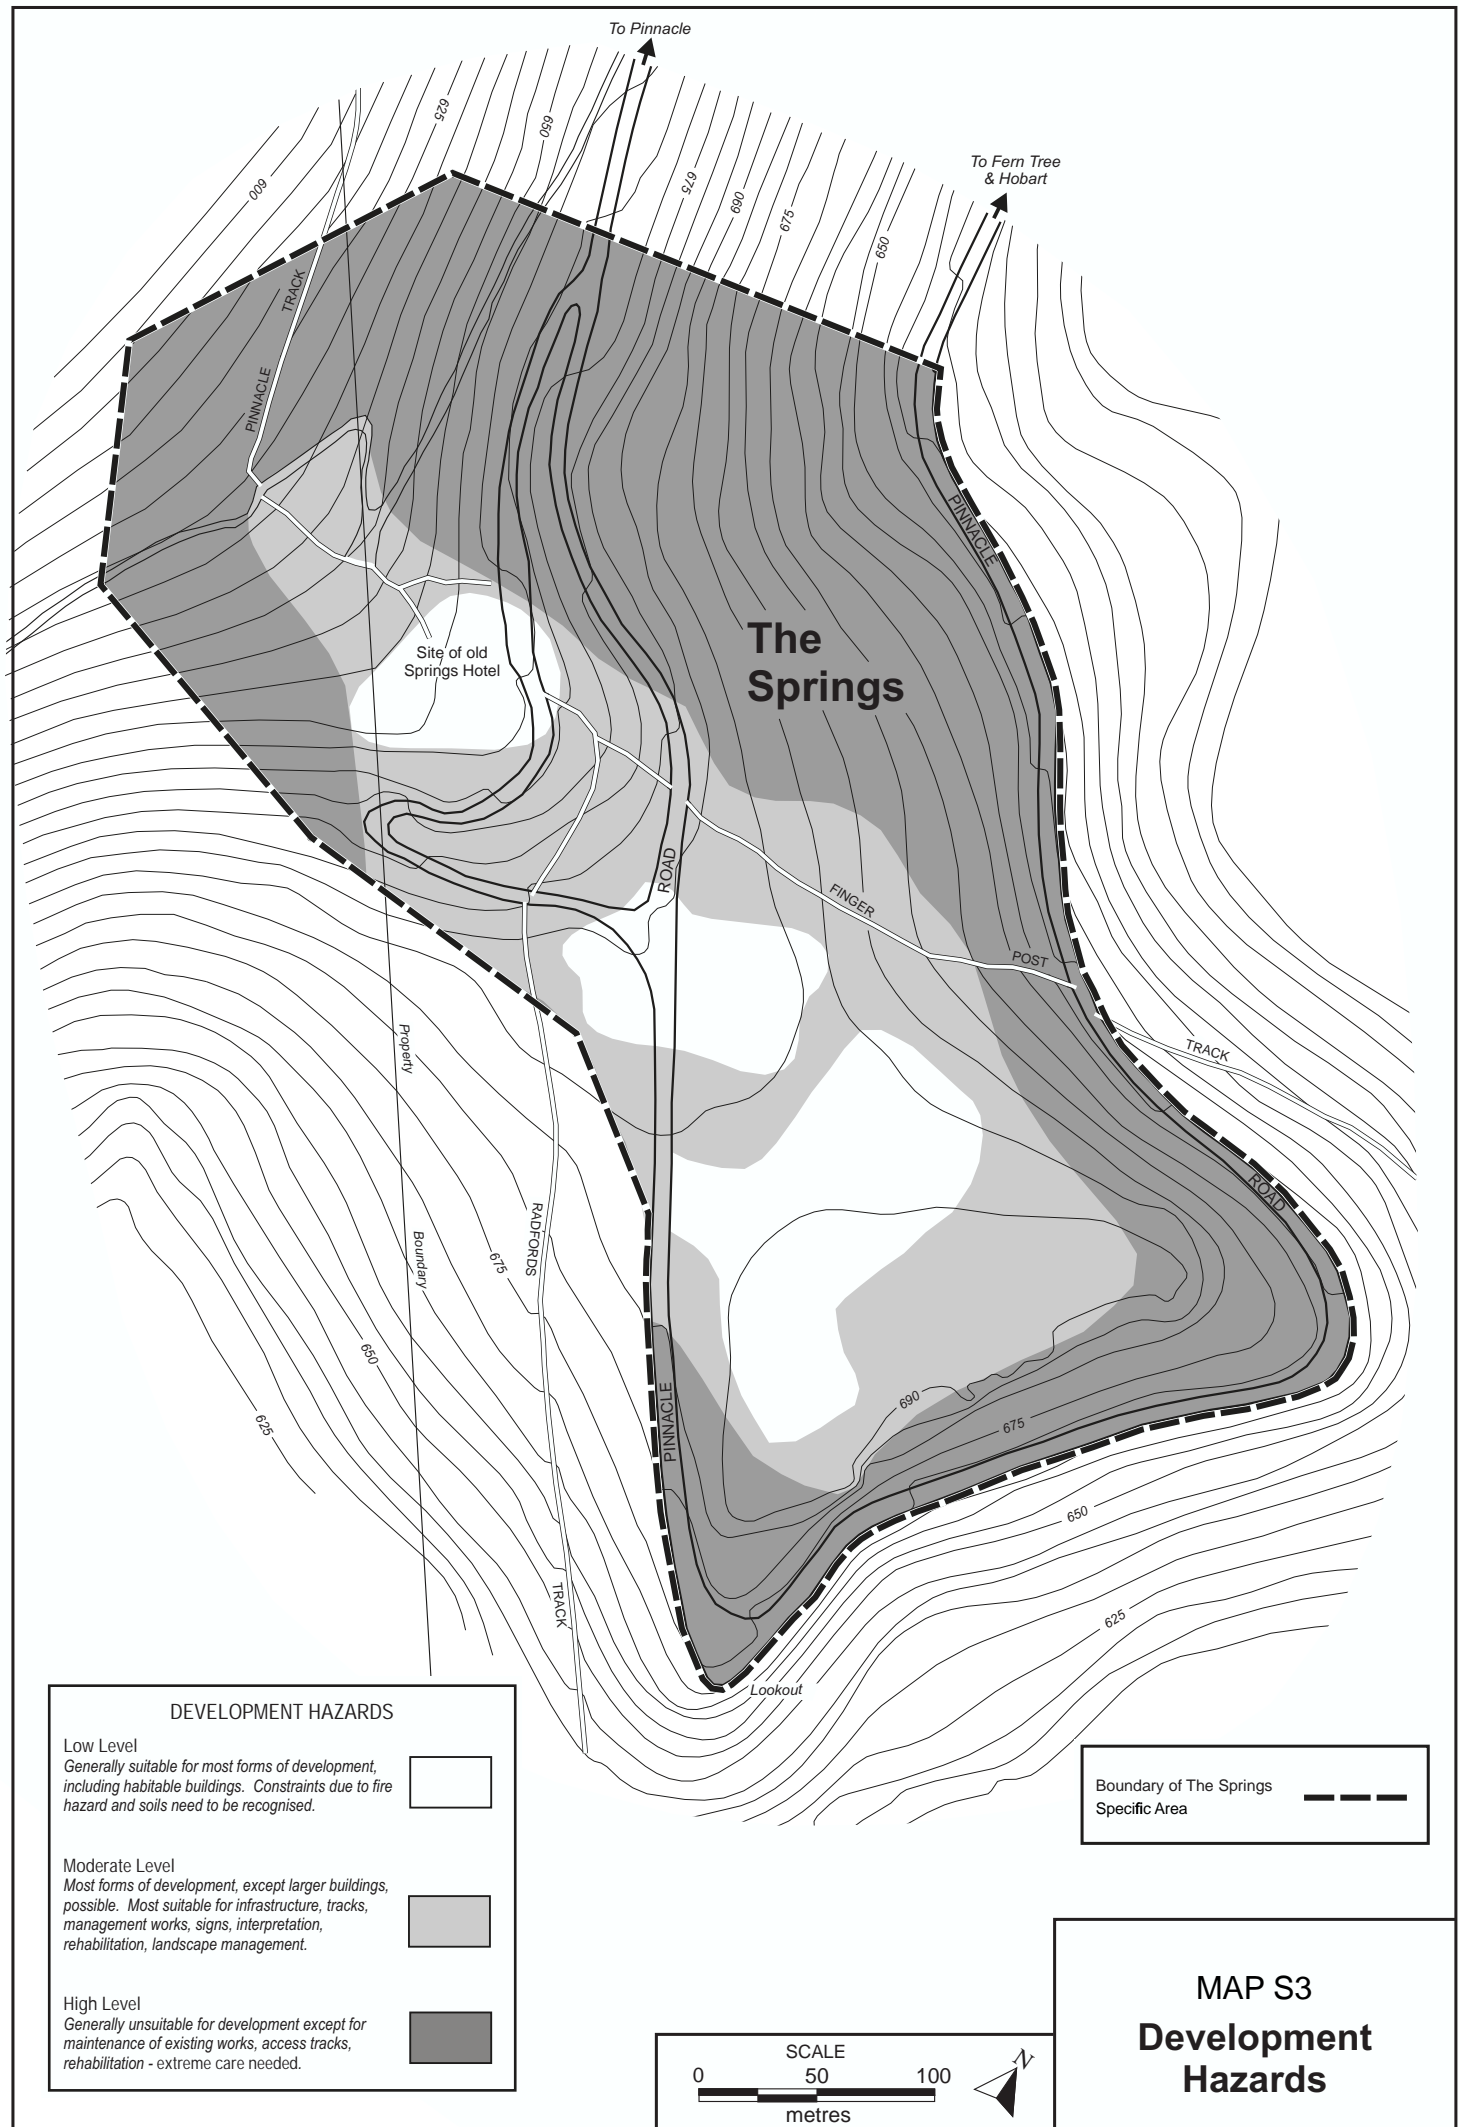 To Pinnacle
To Fern Tree
& Hobart
625
650
600
675
690
675
650
TRACK
PINNACLE
PINNACLE
The
Springs
Site of old
Springs Hotel
ROAD
FINGER
POST
TRACK
Property
ROAD
RADFORDS
Boundary
675
650
625
PINNACLE
690
675
650
625
TRACK
Lookout
DEVELOPMENT HAZARDS
Low Level
Generally suitable for most forms of development,
including habitable buildings. Constraints due to fire
hazard and soils need to be recognised.
Moderate Level
Most forms of development, except larger buildings,
possible. Most suitable for infrastructure, tracks,
management works, signs, interpretation,
rehabilitation, landscape management.
High Level
Generally unsuitable for development except for
maintenance of existing works, access tracks,
rehabilitation - extreme care needed.
Boundary of The Springs
Specific Area
MAP S3
Development
Hazards
SCALE
0 50 100
metres
N